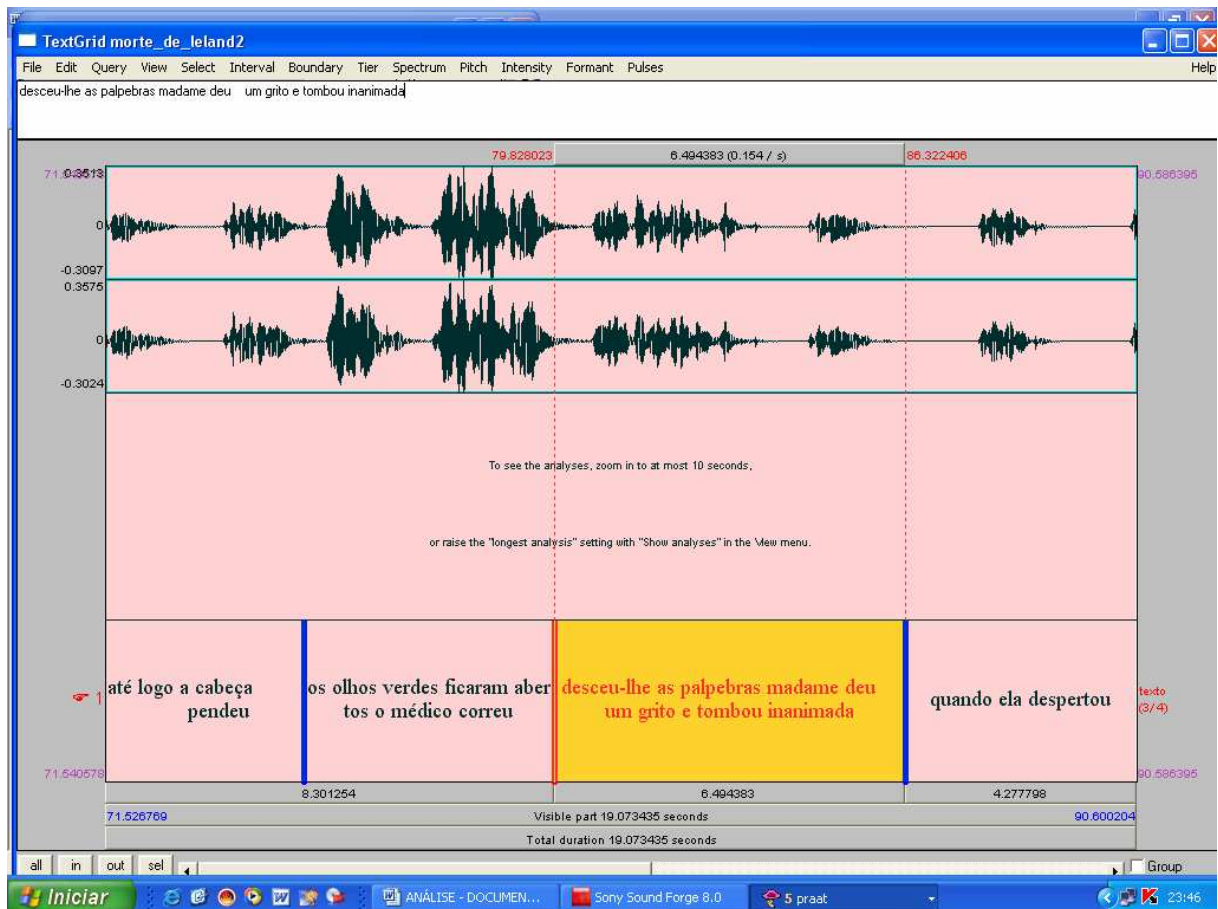 TextGrid morte_de_leland2
File Edit Query View Select Interval Boundary Tier Spectrum Pitch Intensity Formant Pulses Help
desceu-lhe as palpebras madame deu um grito e tombou inanimada
79.828023 6.494383 (0.154 / s) 86.322406
0.3513 90.586395
0
-0.3097
0.3575
0
-0.3024
To see the analyses, zoom in to at most 10 seconds,
or raise the "longest analysis" setting with "Show analyses" in the View menu.
até logo a cabeça pendeu
os olhos verdes ficaram aber
tos o médico correu
desceu-lhe as palpebras madame deu
um grito e tombou inanimada
quando ela despertou
1 texto
(3/4)
71.540578 90.586395
8.301254 6.494383 4.277798
71.526769 Visible part 19.073435 seconds 90.600204
Total duration 19.073435 seconds
all in out sel Group
Iniciar ANÁLISE - DOCUMEN... Sony Sound Forge 8.0 5 praat 23:46